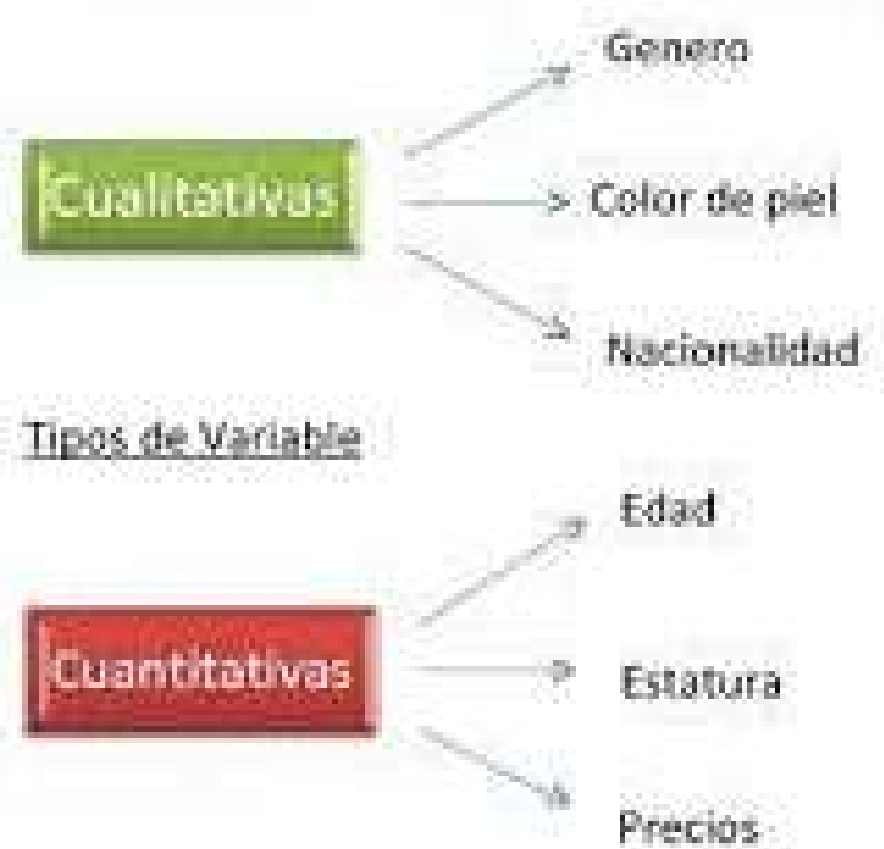 Genero
Cualitativas
Color de piel
Nacionalidad
Tipos de Variable
Edad
Cuantitativas
Estatura
Precios